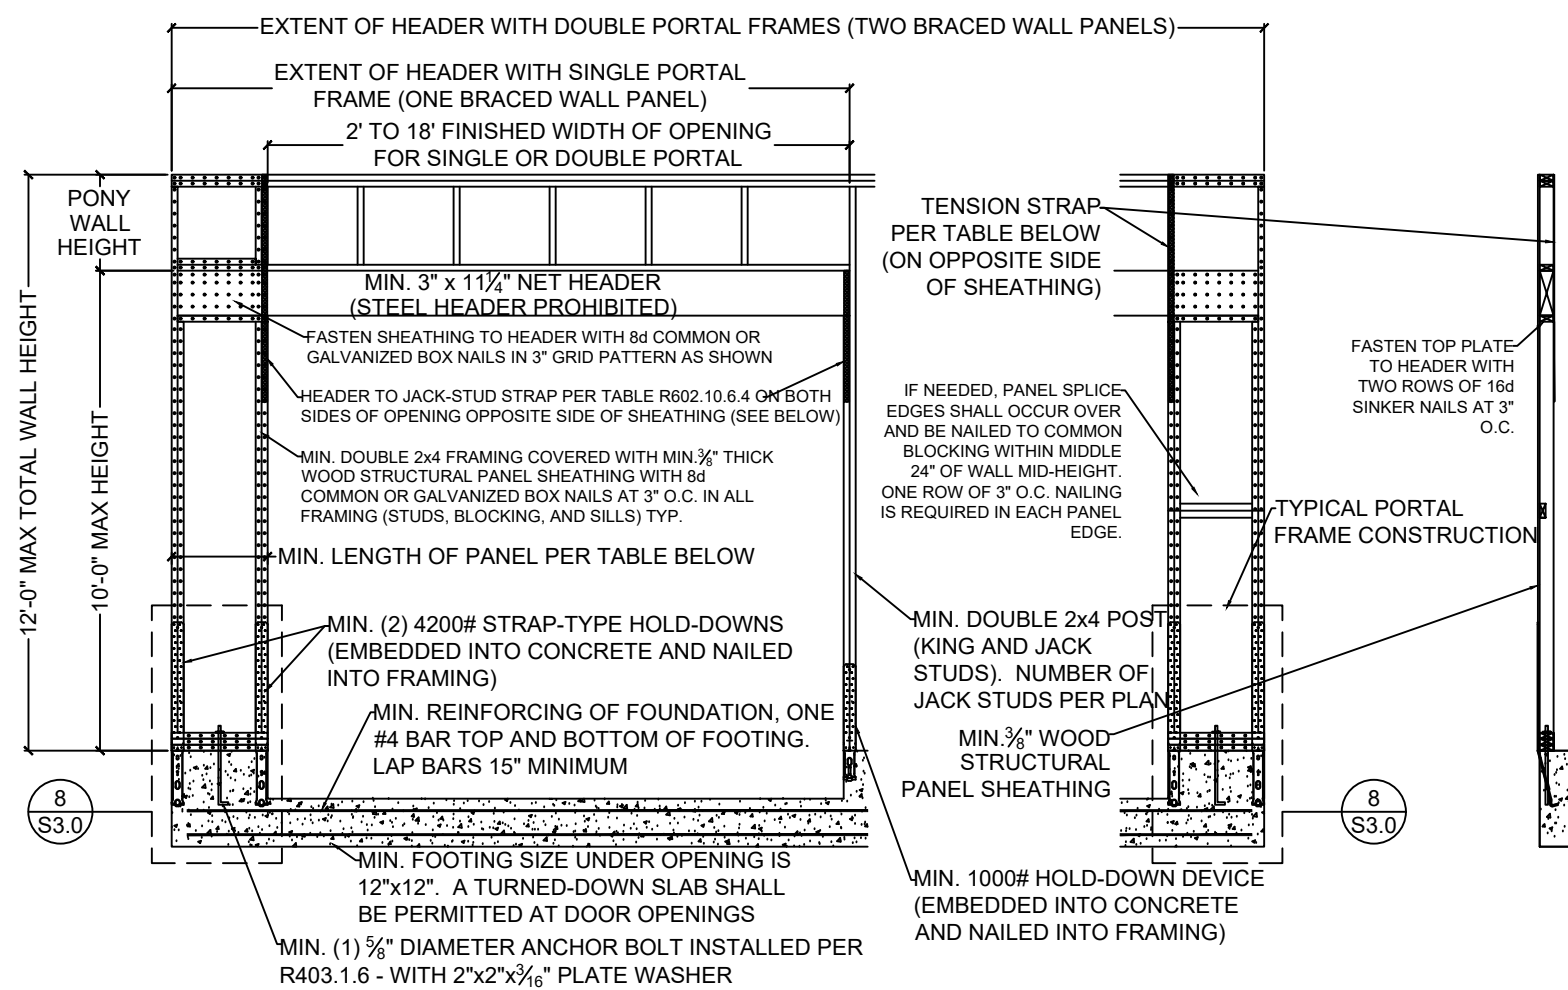 EXTENT OF HEADER WITH DOUBLE PORTAL FRAMES (TWO BRACED WALL PANELS)
EXTENT OF HEADER WITH SINGLE PORTAL
FRAME (ONE BRACED WALL PANEL)
2' TO 18' FINISHED WIDTH OF OPENING
FOR SINGLE OR DOUBLE PORTAL
PONY
WALL
HEIGHT
12'-0" MAX TOTAL WALL HEIGHT
10'-0" MAX HEIGHT
MIN. 3" x 11¼" NET HEADER
(STEEL HEADER PROHIBITED)
FASTEN SHEATHING TO HEADER WITH 8d COMMON OR
GALVANIZED BOX NAILS IN 3" GRID PATTERN AS SHOWN
HEADER TO JACK-STUD STRAP PER TABLE R602.10.6.4 ON BOTH
SIDES OF OPENING OPPOSITE SIDE OF SHEATHING (SEE BELOW)
MIN. DOUBLE 2x4 FRAMING COVERED WITH MIN.⅜" THICK
WOOD STRUCTURAL PANEL SHEATHING WITH 8d
COMMON OR GALVANIZED BOX NAILS AT 3" O.C. IN ALL
FRAMING (STUDS, BLOCKING, AND SILLS) TYP.
MIN. LENGTH OF PANEL PER TABLE BELOW
MIN. (2) 4200# STRAP-TYPE HOLD-DOWNS
(EMBEDDED INTO CONCRETE AND NAILED
INTO FRAMING)
MIN. REINFORCING OF FOUNDATION, ONE
#4 BAR TOP AND BOTTOM OF FOOTING.
LAP BARS 15" MINIMUM
8
S3.0
MIN. FOOTING SIZE UNDER OPENING IS
12"x12".  A TURNED-DOWN SLAB SHALL
BE PERMITTED AT DOOR OPENINGS
MIN. (1) ⅝" DIAMETER ANCHOR BOLT INSTALLED PER
R403.1.6 - WITH 2"x2"x3⁄16" PLATE WASHER
TENSION STRAP
PER TABLE BELOW
(ON OPPOSITE SIDE
OF SHEATHING)
IF NEEDED, PANEL SPLICE
EDGES SHALL OCCUR OVER
AND BE NAILED TO COMMON
BLOCKING WITHIN MIDDLE
24" OF WALL MID-HEIGHT.
ONE ROW OF 3" O.C. NAILING
IS REQUIRED IN EACH PANEL
EDGE.
MIN. DOUBLE 2x4 POST
(KING AND JACK
STUDS).  NUMBER OF
JACK STUDS PER PLAN
MIN.⅜" WOOD
STRUCTURAL
PANEL SHEATHING
MIN. 1000# HOLD-DOWN DEVICE
(EMBEDDED INTO CONCRETE
AND NAILED INTO FRAMING)
FASTEN TOP PLATE
TO HEADER WITH
TWO ROWS OF 16d
SINKER NAILS AT 3"
O.C.
TYPICAL PORTAL
FRAME CONSTRUCTION
8
S3.0